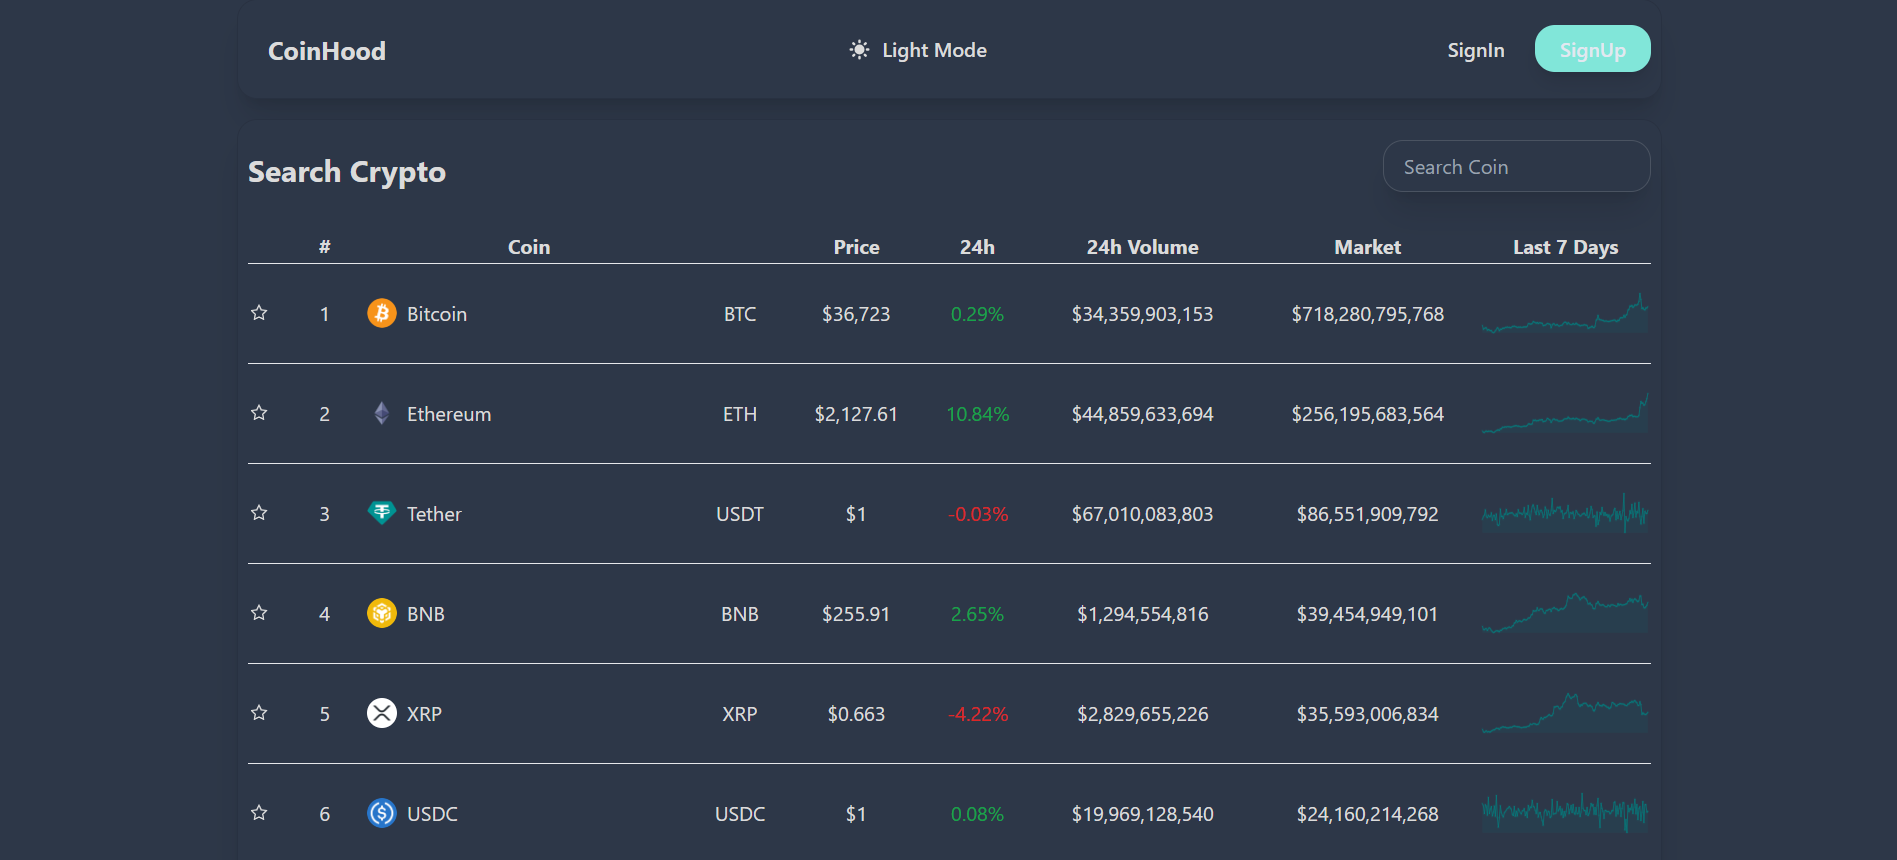 CoinHood Light Mode SignIn SignUp
Search Crypto Search Coin
# Coin Price 24h 24h Volume Market Last 7 Days
1 Bitcoin BTC $36,723 0.29% $34,359,903,153 $718,280,795,768
2 Ethereum ETH $2,127.61 10.84% $44,859,633,694 $256,195,683,564
3 Tether USDT $1 -0.03% $67,010,083,803 $86,551,909,792
4 BNB BNB $255.91 2.65% $1,294,554,816 $39,454,949,101
5 XRP XRP $0.663 -4.22% $2,829,655,226 $35,593,006,834
6 USDC USDC $1 0.08% $19,969,128,540 $24,160,214,268